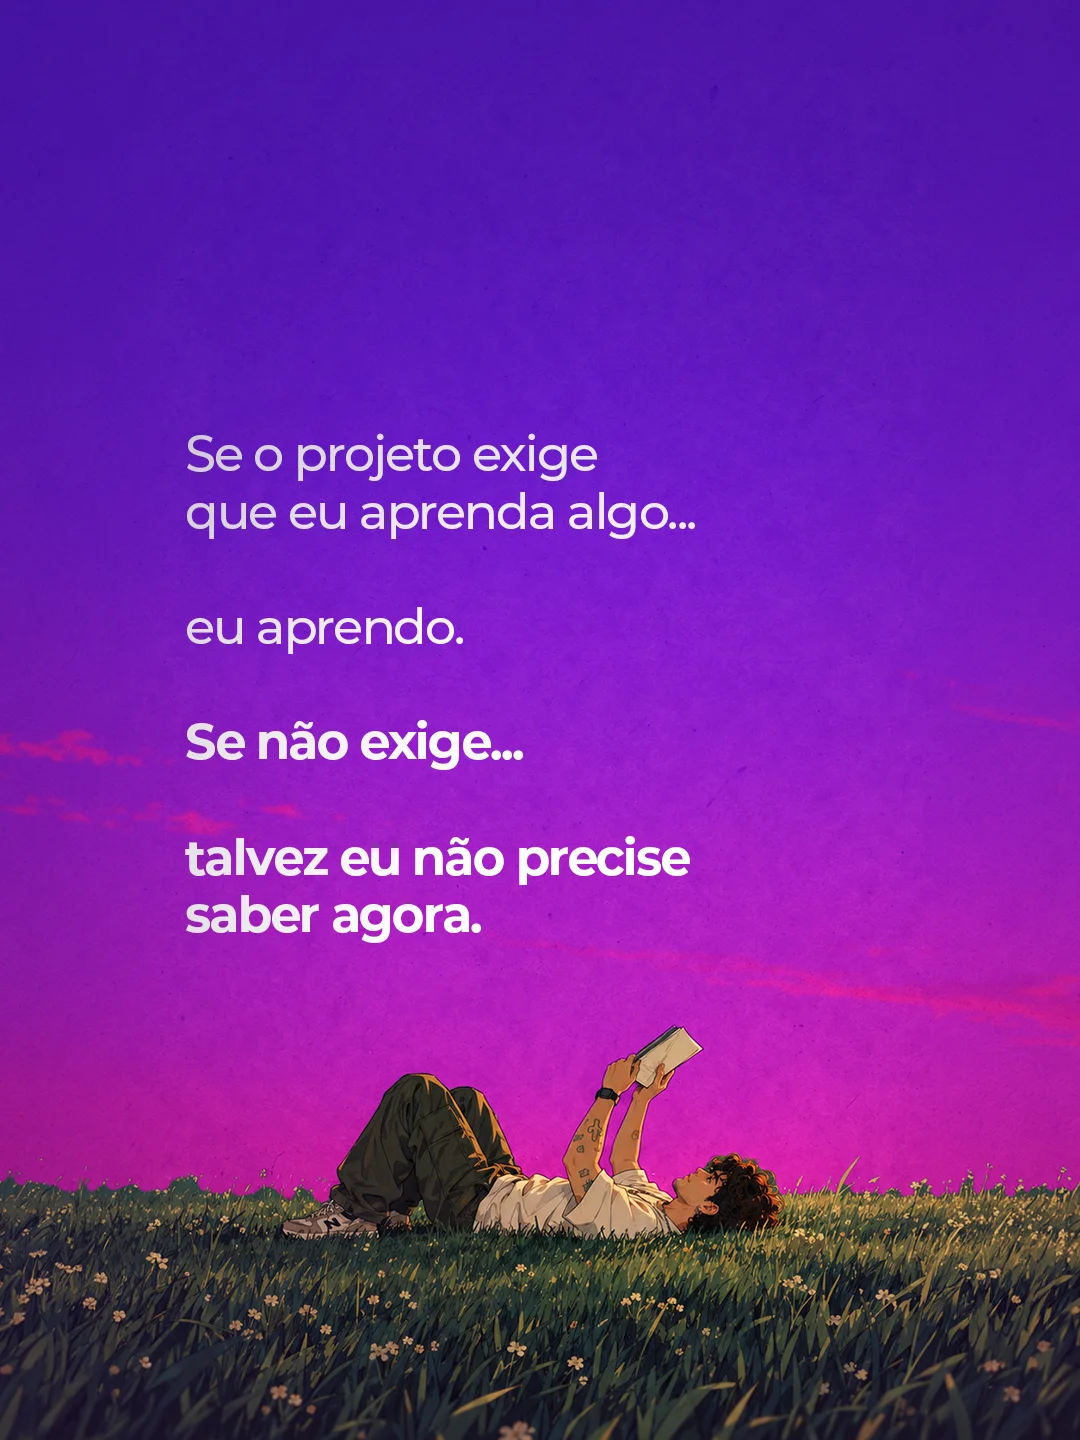 Se o projeto exige
que eu aprenda algo...
eu aprendo.
Se não exige...
talvez eu não precise
saber agora.
N